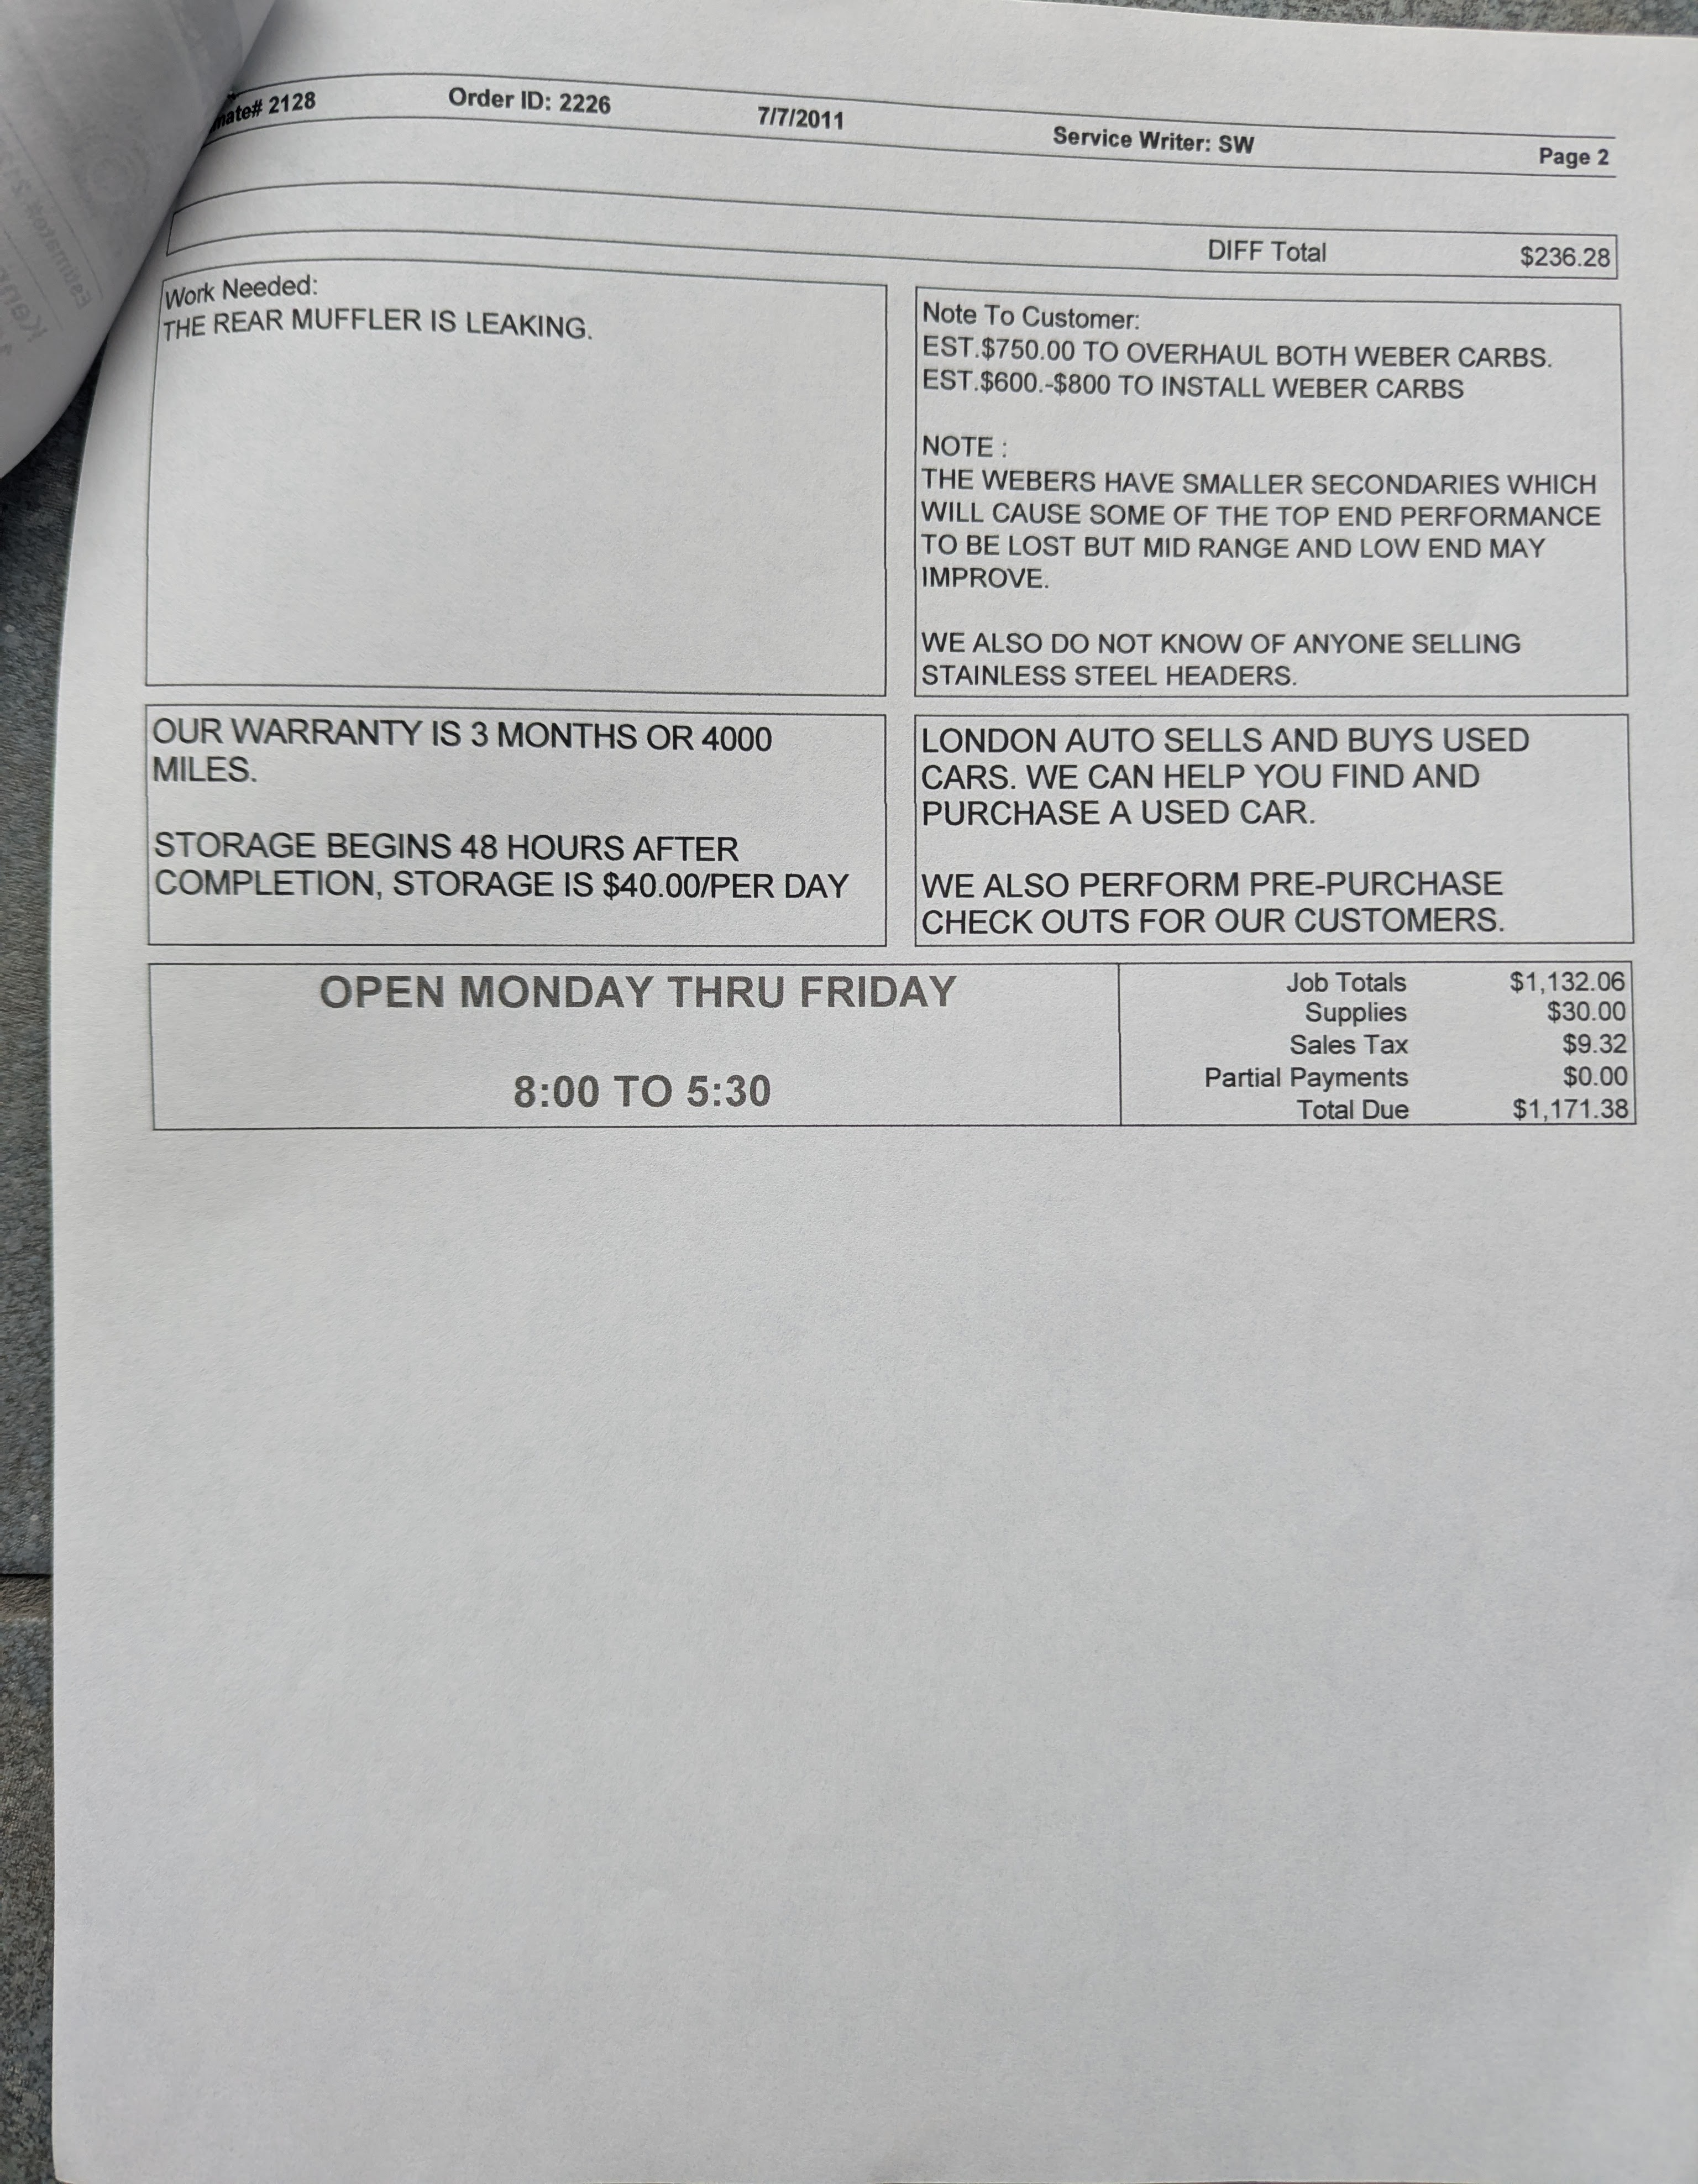 mate# 2128 Order ID: 2226 7/7/2011 Service Writer: SW Page 2
DIFF Total $236.28
Work Needed:
THE REAR MUFFLER IS LEAKING.
Note To Customer:
EST.$750.00 TO OVERHAUL BOTH WEBER CARBS.
EST.$600.-$800 TO INSTALL WEBER CARBS
NOTE :
THE WEBERS HAVE SMALLER SECONDARIES WHICH
WILL CAUSE SOME OF THE TOP END PERFORMANCE
TO BE LOST BUT MID RANGE AND LOW END MAY
IMPROVE.
WE ALSO DO NOT KNOW OF ANYONE SELLING
STAINLESS STEEL HEADERS.
OUR WARRANTY IS 3 MONTHS OR 4000
MILES.
STORAGE BEGINS 48 HOURS AFTER
COMPLETION, STORAGE IS $40.00/PER DAY
LONDON AUTO SELLS AND BUYS USED
CARS. WE CAN HELP YOU FIND AND
PURCHASE A USED CAR.
WE ALSO PERFORM PRE-PURCHASE
CHECK OUTS FOR OUR CUSTOMERS.
OPEN MONDAY THRU FRIDAY
8:00 TO 5:30
Job Totals $1,132.06
Supplies $30.00
Sales Tax $9.32
Partial Payments $0.00
Total Due $1,171.38